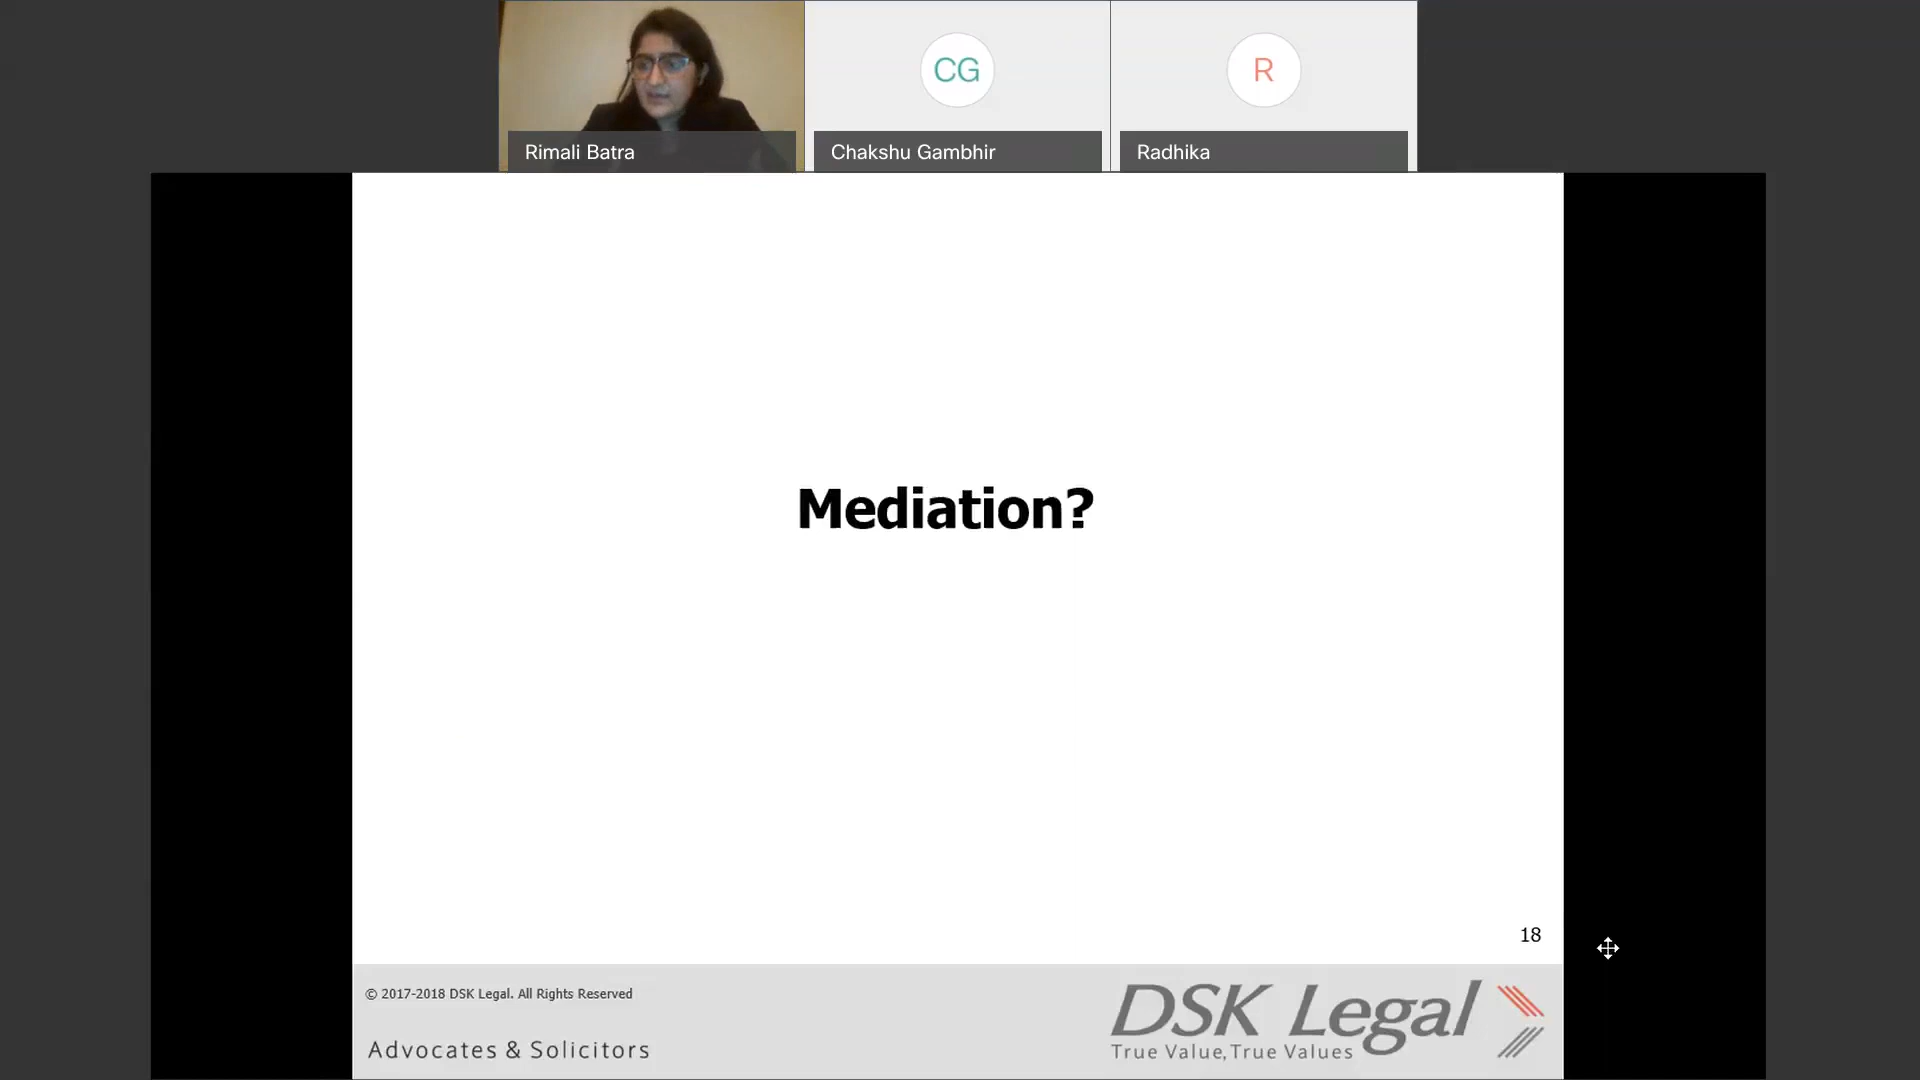 CG
R
Rimali Batra
Chakshu Gambhir
Radhika
Mediation?
18
© 2017-2018 DSK Legal. All Rights Reserved
Advocates & Solicitors
DSK Legal
True Value,True Values